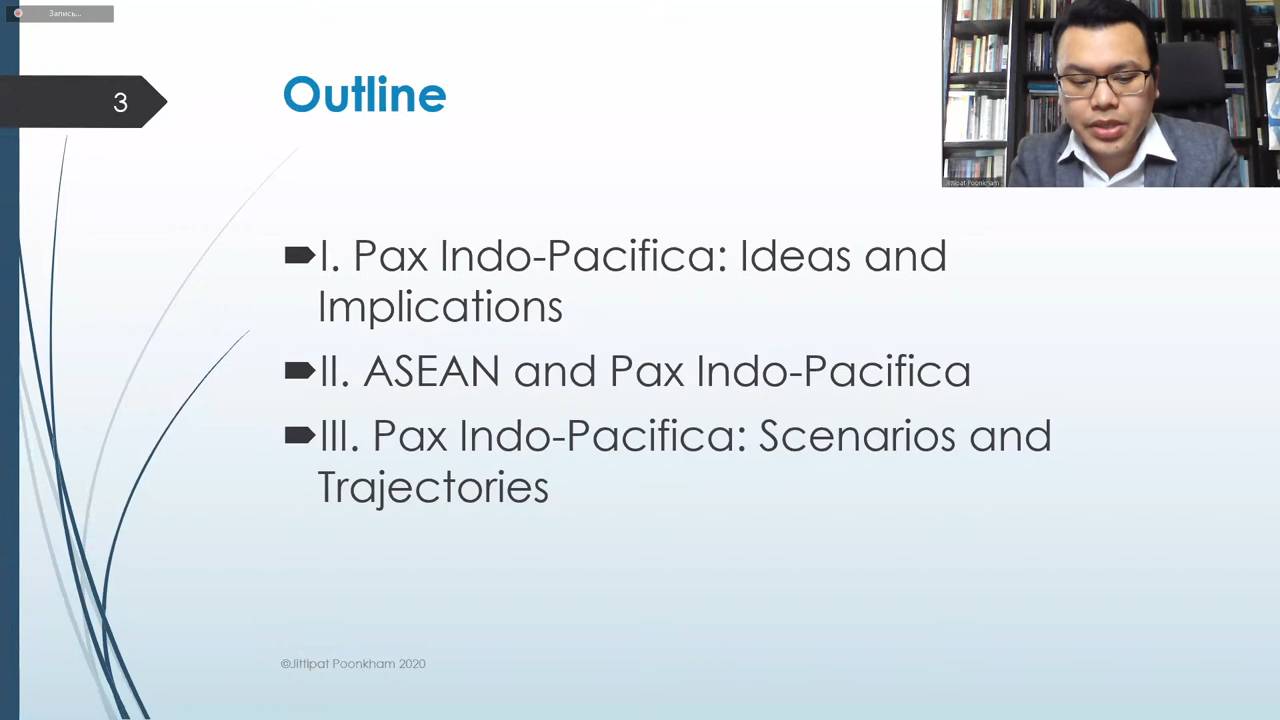 Запись...
3
Outline
I. Pax Indo-Pacifica: Ideas and
Implications
II. ASEAN and Pax Indo-Pacifica
III. Pax Indo-Pacifica: Scenarios and
Trajectories
©Jittipat Poonkham 2020
Jittipat Poonkham